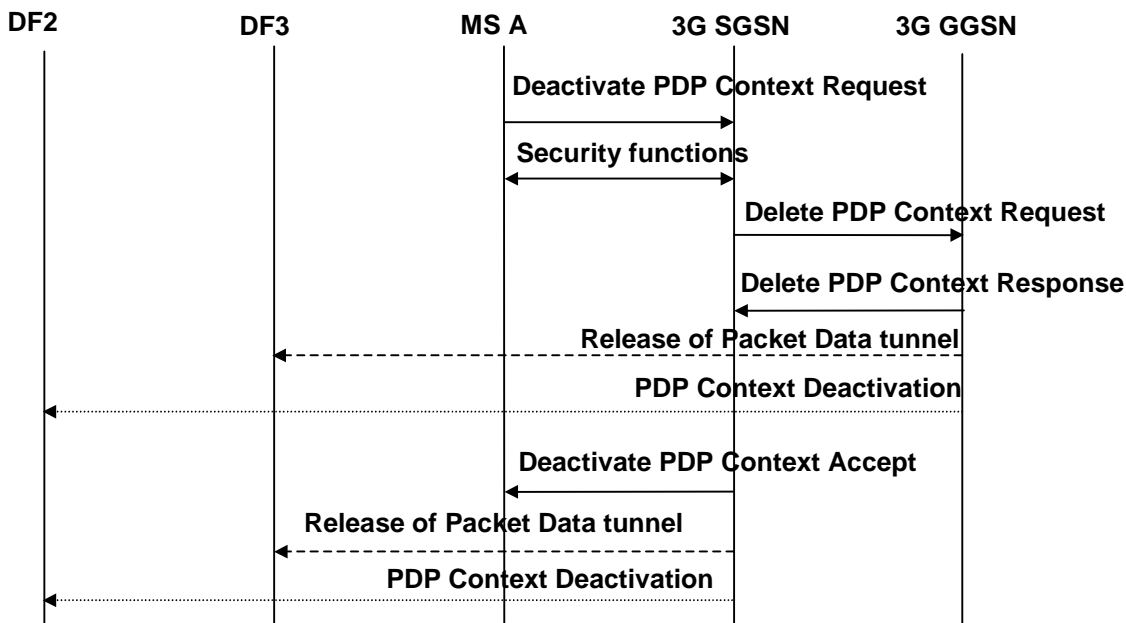 DF2
DF3
MS A
3G SGSN
3G GGSN
Deactivate PDP Context Request
Security functions
Delete PDP Context Request
Delete PDP Context Response
Release of Packet Data tunnel
PDP Context Deactivation
Deactivate PDP Context Accept
Release of Packet Data tunnel
PDP Context Deactivation